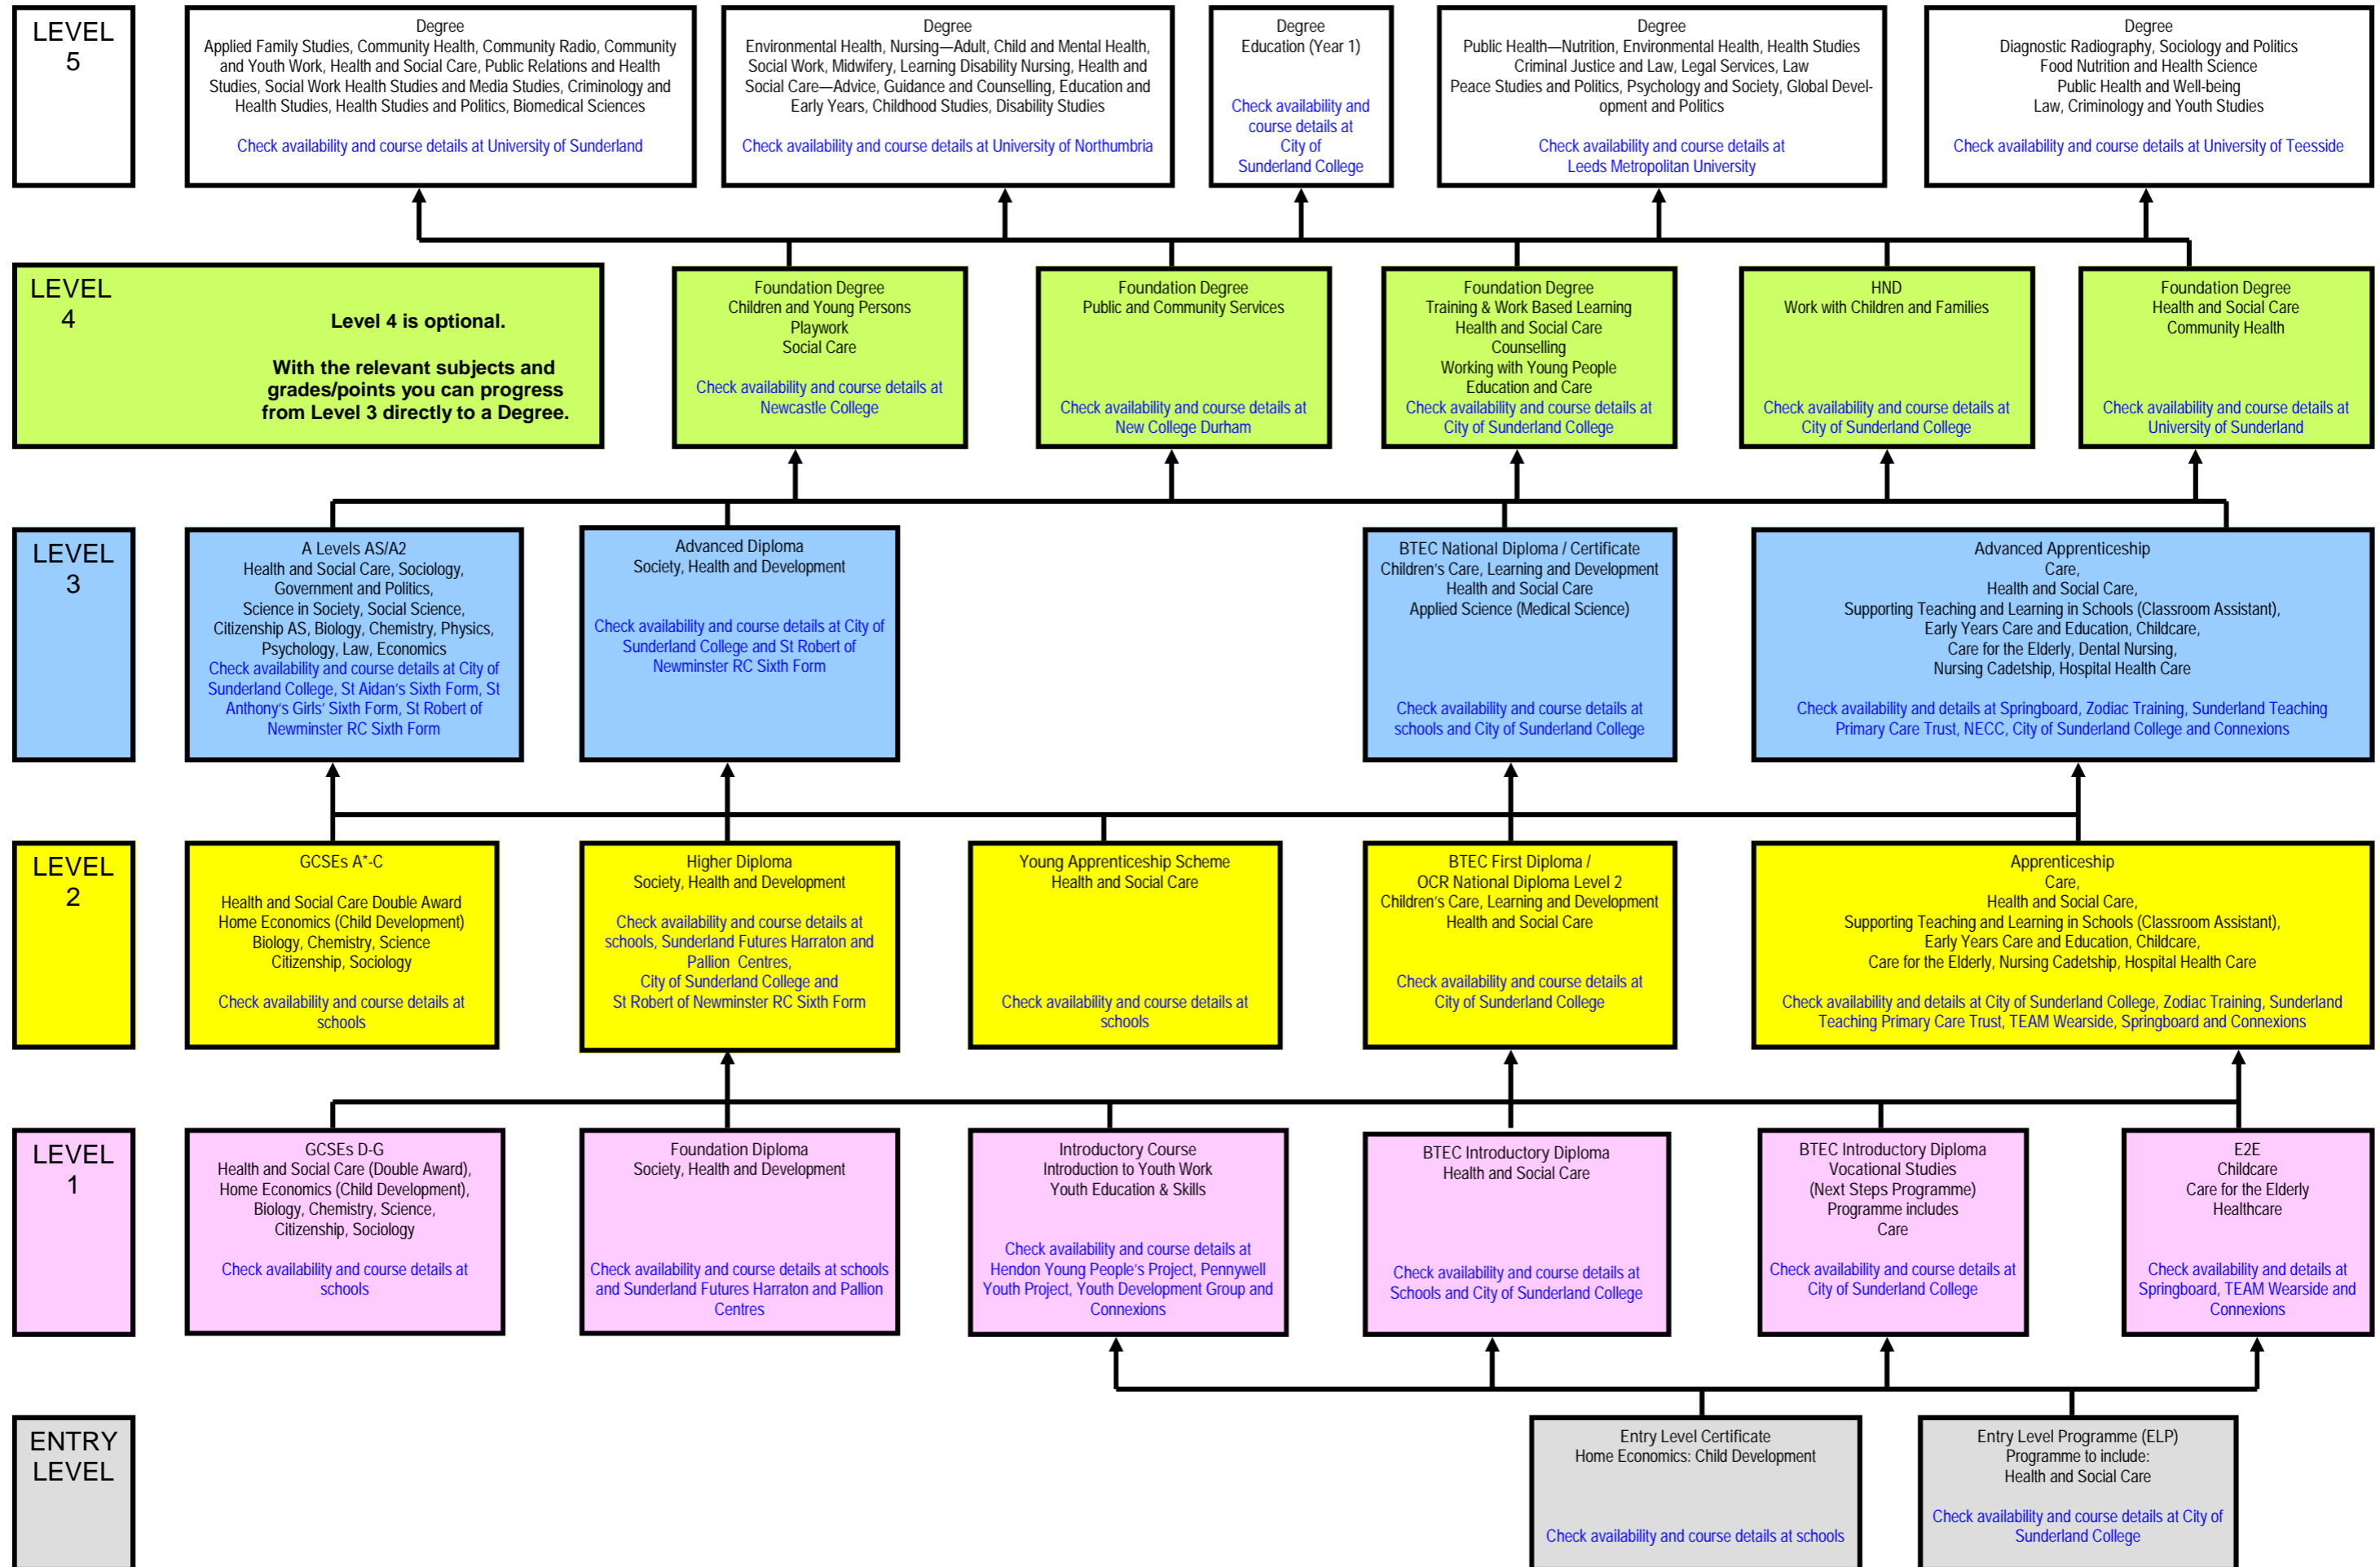 LEVEL
5
Degree
Applied Family Studies, Community Health, Community Radio, Community
and Youth Work, Health and Social Care, Public Relations and Health
Studies, Social Work Health Studies and Media Studies, Criminology and
Health Studies, Health Studies and Politics, Biomedical Sciences
Check availability and course details at University of Sunderland
Degree
Environmental Health, Nursing—Adult, Child and Mental Health,
Social Work, Midwifery, Learning Disability Nursing, Health and
Social Care—Advice, Guidance and Counselling, Education and
Early Years, Childhood Studies, Disability Studies
Check availability and course details at University of Northumbria
Degree
Education (Year 1)
Check availability and
course details at
City of
Sunderland College
Degree
Public Health—Nutrition, Environmental Health, Health Studies
Criminal Justice and Law, Legal Services, Law
Peace Studies and Politics, Psychology and Society, Global Devel-
opment and Politics
Check availability and course details at
Leeds Metropolitan University
Degree
Diagnostic Radiography, Sociology and Politics
Food Nutrition and Health Science
Public Health and Well-being
Law, Criminology and Youth Studies
Check availability and course details at University of Teesside
LEVEL
4
Level 4 is optional.
With the relevant subjects and
grades/points you can progress
from Level 3 directly to a Degree.
Foundation Degree
Children and Young Persons
Playwork
Social Care
Check availability and course details at
Newcastle College
Foundation Degree
Public and Community Services
Check availability and course details at
New College Durham
Foundation Degree
Training & Work Based Learning
Health and Social Care
Counselling
Working with Young People
Education and Care
Check availability and course details at
City of Sunderland College
HND
Work with Children and Families
Check availability and course details at
City of Sunderland College
Foundation Degree
Health and Social Care
Community Health
Check availability and course details at
University of Sunderland
LEVEL
3
A Levels AS/A2
Health and Social Care, Sociology,
Government and Politics,
Science in Society, Social Science,
Citizenship AS, Biology, Chemistry, Physics,
Psychology, Law, Economics
Check availability and course details at City of
Sunderland College, St Aidan's Sixth Form, St
Anthony's Girls' Sixth Form, St Robert of
Newminster RC Sixth Form
Advanced Diploma
Society, Health and Development
Check availability and course details at City of
Sunderland College and St Robert of
Newminster RC Sixth Form
BTEC National Diploma / Certificate
Children's Care, Learning and Development
Health and Social Care
Applied Science (Medical Science)
Check availability and course details at
schools and City of Sunderland College
Advanced Apprenticeship
Care,
Health and Social Care,
Supporting Teaching and Learning in Schools (Classroom Assistant),
Early Years Care and Education, Childcare,
Care for the Elderly, Dental Nursing,
Nursing Cadetship, Hospital Health Care
Check availability and details at Springboard, Zodiac Training, Sunderland Teaching
Primary Care Trust, NECC, City of Sunderland College and Connexions
LEVEL
2
GCSEs A*-C
Health and Social Care Double Award
Home Economics (Child Development)
Biology, Chemistry, Science
Citizenship, Sociology
Check availability and course details at
schools
Higher Diploma
Society, Health and Development
Check availability and course details at
schools, Sunderland Futures Harraton and
Pallion Centres,
City of Sunderland College and
St Robert of Newminster RC Sixth Form
Young Apprenticeship Scheme
Health and Social Care
Check availability and course details at
schools
BTEC First Diploma /
OCR National Diploma Level 2
Children's Care, Learning and Development
Health and Social Care
Check availability and course details at
City of Sunderland College
Apprenticeship
Care,
Health and Social Care,
Supporting Teaching and Learning in Schools (Classroom Assistant),
Early Years Care and Education, Childcare,
Care for the Elderly, Nursing Cadetship, Hospital Health Care
Check availability and details at City of Sunderland College, Zodiac Training, Sunderland
Teaching Primary Care Trust, TEAM Wearside, Springboard and Connexions
LEVEL
1
GCSEs D-G
Health and Social Care (Double Award),
Home Economics (Child Development),
Biology, Chemistry, Science,
Citizenship, Sociology
Check availability and course details at
schools
Foundation Diploma
Society, Health and Development
Check availability and course details at schools
and Sunderland Futures Harraton and Pallion
Centres
Introductory Course
Introduction to Youth Work
Youth Education & Skills
Check availability and course details at
Hendon Young People's Project, Pennywell
Youth Project, Youth Development Group and
Connexions
BTEC Introductory Diploma
Health and Social Care
Check availability and course details at
Schools and City of Sunderland College
BTEC Introductory Diploma
Vocational Studies
(Next Steps Programme)
Programme includes
Care
Check availability and course details at
City of Sunderland College
E2E
Childcare
Care for the Elderly
Healthcare
Check availability and details at
Springboard, TEAM Wearside and
Connexions
ENTRY
LEVEL
Entry Level Certificate
Home Economics: Child Development
Check availability and course details at schools
Entry Level Programme (ELP)
Programme to include:
Health and Social Care
Check availability and course details at City of
Sunderland College